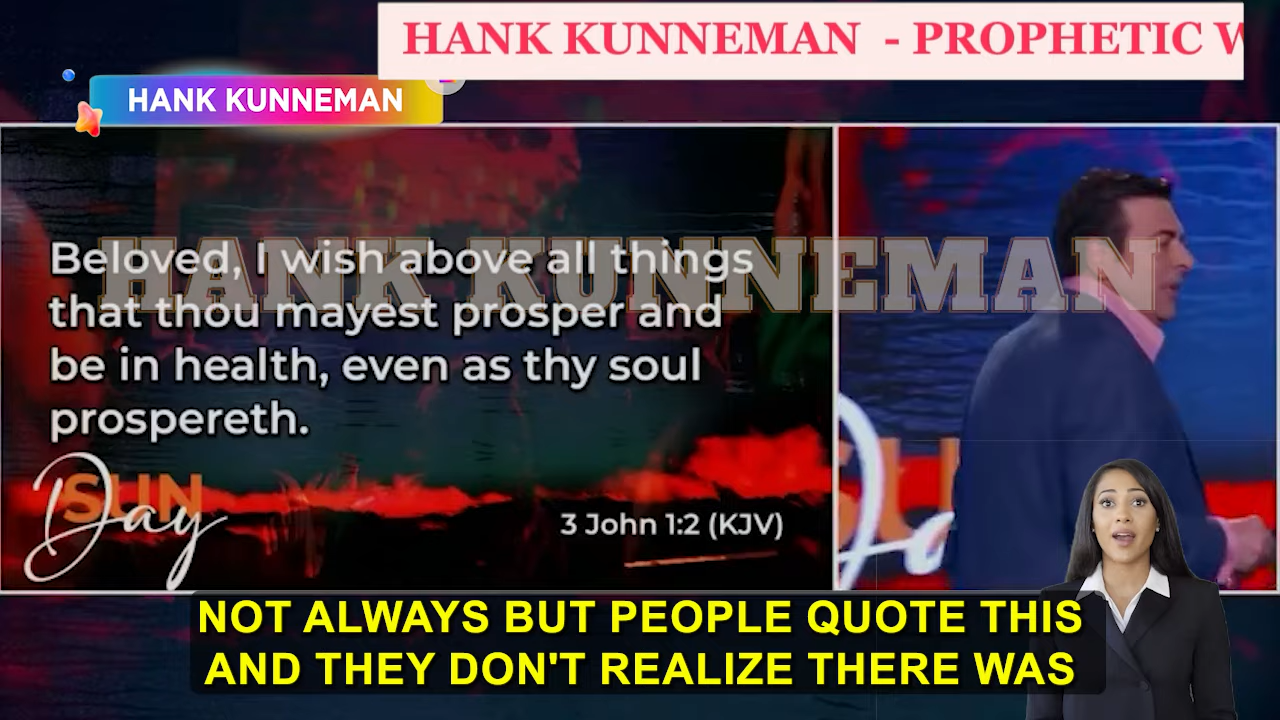 HANK KUNNEMAN - PROPHETIC W
HANK KUNNEMAN
HANK KUNNEMAN
Beloved, I wish above all things
that thou mayest prosper and
be in health, even as thy soul
prospereth.
SUN
Day
3 John 1:2 (KJV)
NOT ALWAYS BUT PEOPLE QUOTE THIS
AND THEY DON'T REALIZE THERE WAS